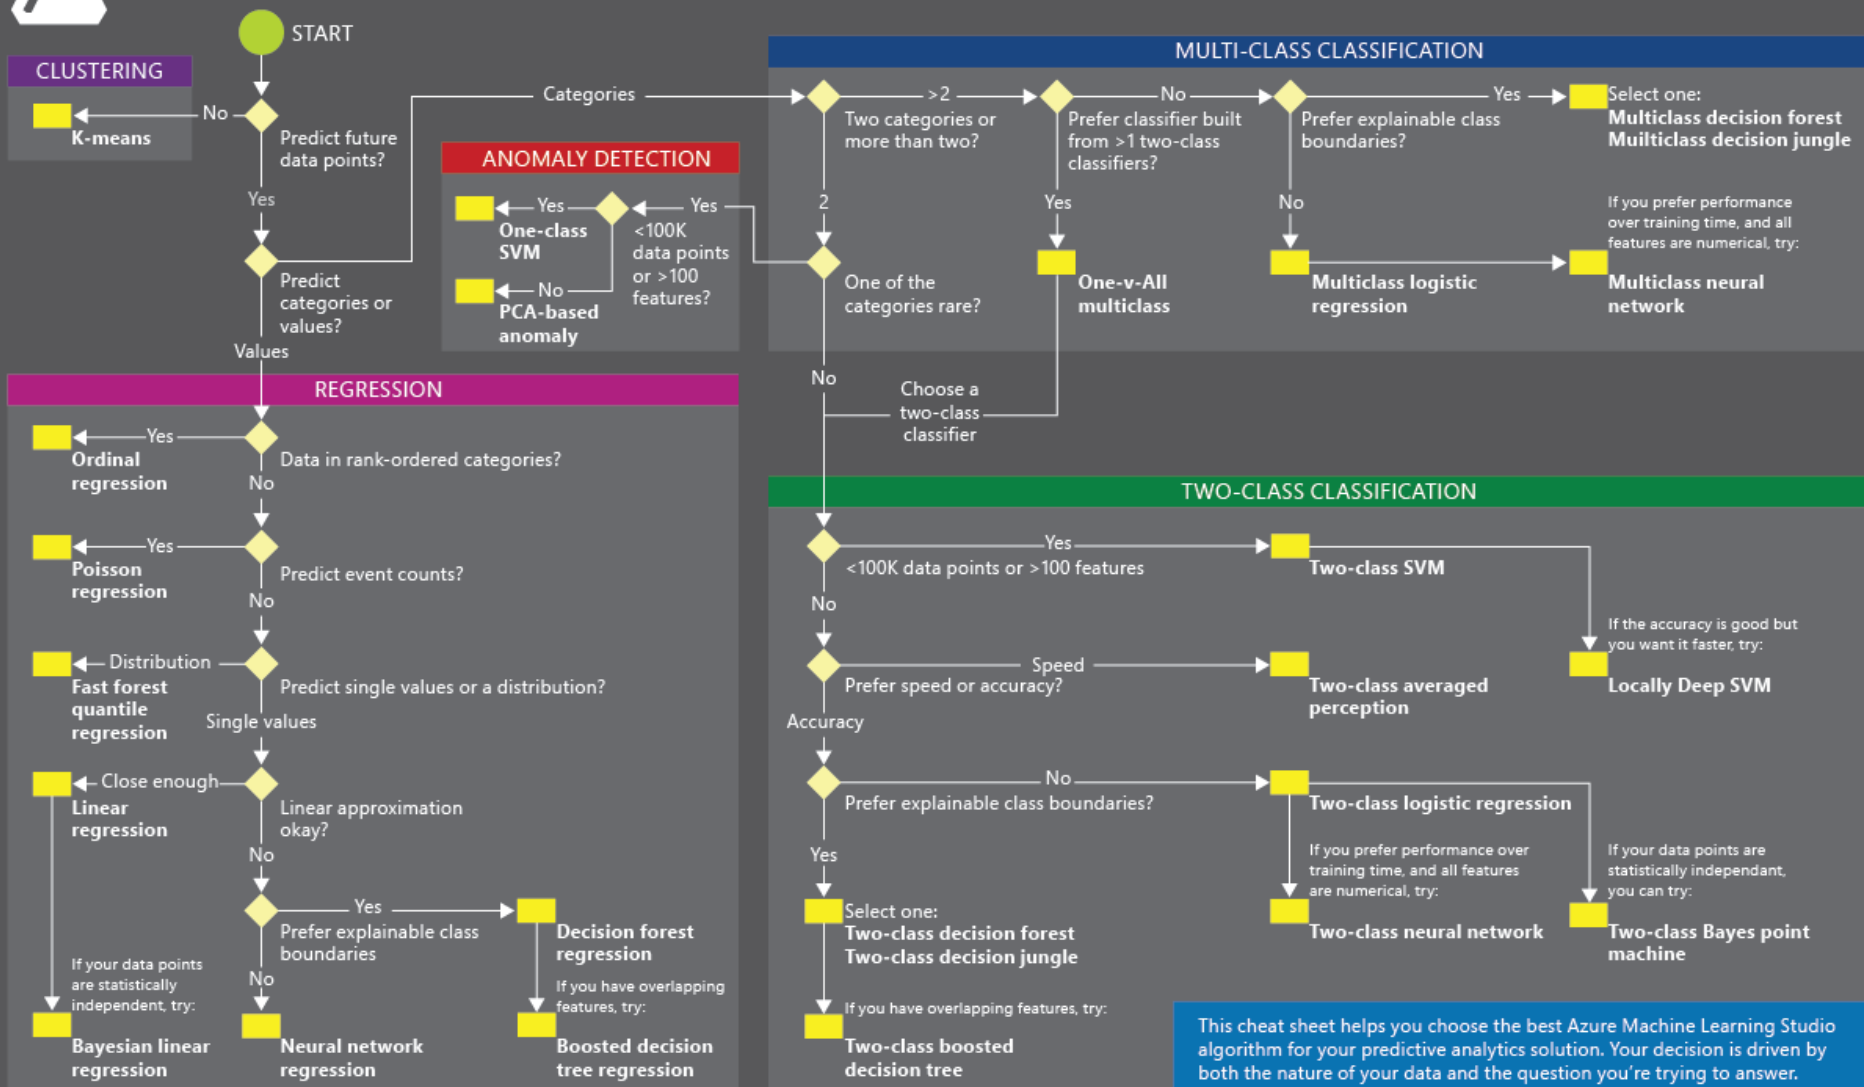 START
CLUSTERING
No
K-means
Predict future
data points?
Yes
Predict
categories or
values?
Categories
Values
ANOMALY DETECTION
Yes
Yes
One-class
SVM
<100K
data points
or >100
features?
No
PCA-based
anomaly
MULTI-CLASS CLASSIFICATION
>2
Two categories or
more than two?
No
Prefer classifier built
from >1 two-class
classifiers?
Yes
Prefer explainable class
boundaries?
Select one:
Multiclass decision forest
Muilticlass decision jungle
2
Yes
No
If you prefer performance
over training time, and all
features are numerical, try:
One of the
categories rare?
One-v-All
multiclass
Multiclass logistic
regression
Multiclass neural
network
No
Choose a
two-class
classifier
REGRESSION
Yes
Ordinal
regression
Data in rank-ordered categories?
No
Yes
Poisson
regression
Predict event counts?
No
Distribution
Fast forest
quantile
regression
Predict single values or a distribution?
Single values
Close enough
Linear
regression
Linear approximation
okay?
No
Yes
Prefer explainable class
boundaries
Decision forest
regression
If your data points
are statistically
independent, try:
No
If you have overlapping
features, try:
Bayesian linear
regression
Neural network
regression
Boosted decision
tree regression
TWO-CLASS CLASSIFICATION
Yes
<100K data points or >100 features
Two-class SVM
No
If the accuracy is good but
you want it faster, try:
Locally Deep SVM
Speed
Prefer speed or accuracy?
Two-class averaged
perception
Accuracy
No
Prefer explainable class boundaries?
Two-class logistic regression
Yes
If you prefer performance over
training time, and all features
are numerical, try:
If your data points are
statistically independant,
you can try:
Select one:
Two-class decision forest
Two-class decision jungle
Two-class neural network
Two-class Bayes point
machine
If you have overlapping features, try:
Two-class boosted
decision tree
This cheat sheet helps you choose the best Azure Machine Learning Studio
algorithm for your predictive analytics solution. Your decision is driven by
both the nature of your data and the question you're trying to answer.